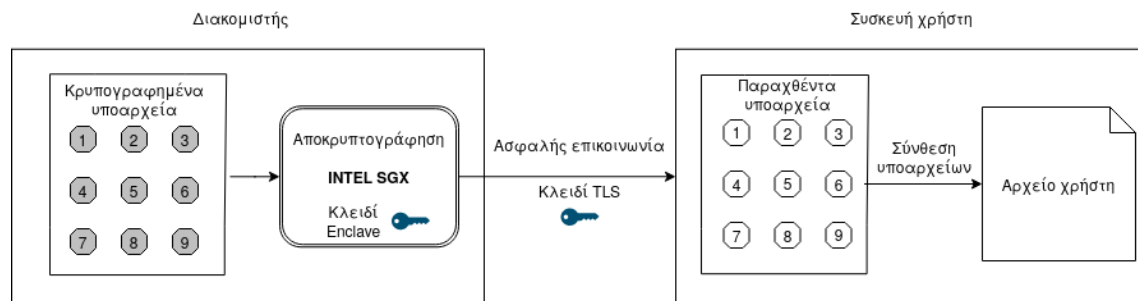 Διακομιστής
Συσκευή χρήστη
Κρυπογραφημένα
υποαρχεία
1 2 3
4 5 6
7 8 9
Αποκρυπτογράφηση
INTEL SGX
Κλειδί
Enclave
Ασφαλής επικοινωνία
Κλειδί TLS
Παραχθέντα
υποαρχεία
1 2 3
4 5 6
7 8 9
Σύνθεση
υποαρχείων
Αρχείο χρήστη